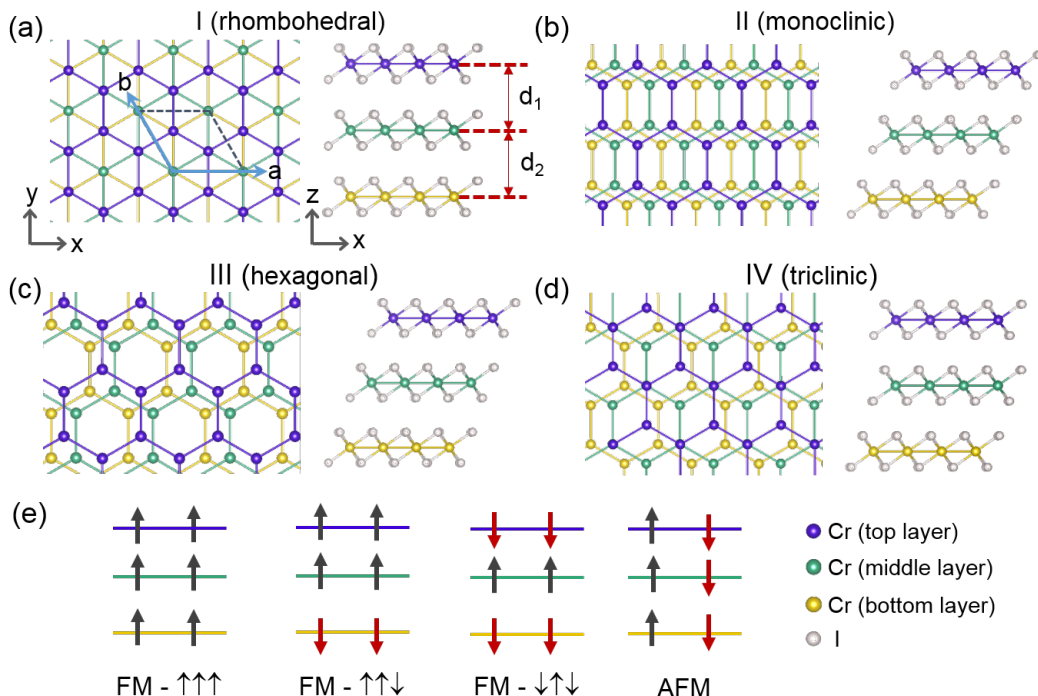 (a) I (rhombohedral)
b
a
y
x
z
x
d₁
d₂
(b) II (monoclinic)
(c) III (hexagonal)
(d) IV (triclinic)
(e)
FM - ↑↑↑
FM - ↑↑↓
FM - ↓↑↓
AFM
Cr (top layer)
Cr (middle layer)
Cr (bottom layer)
I